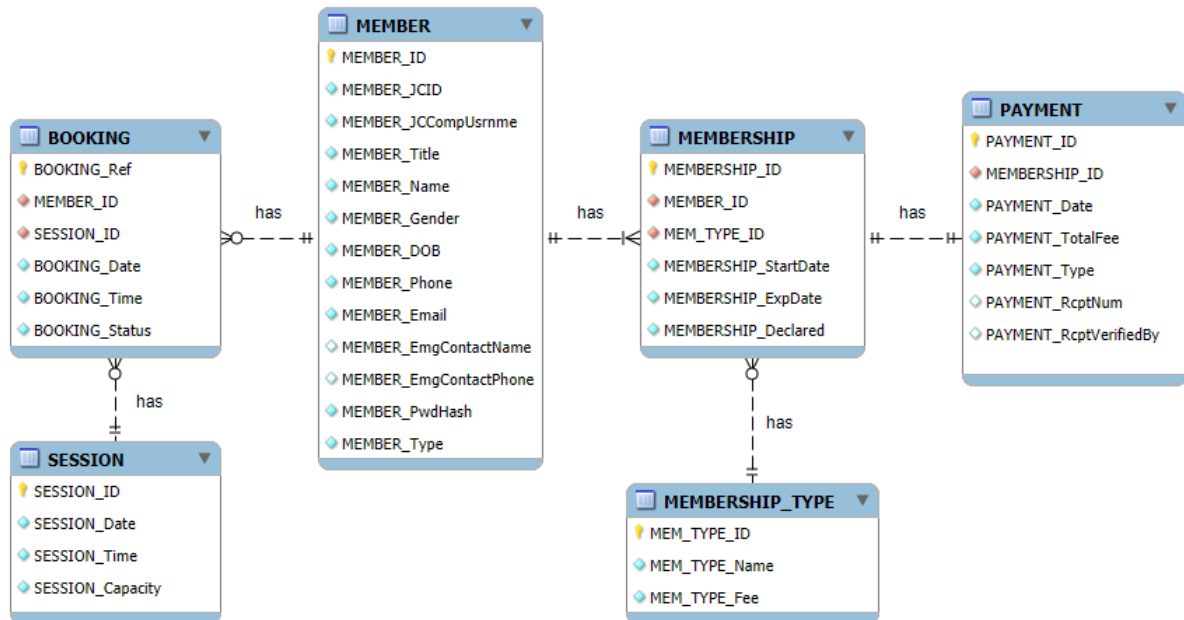 MEMBER
MEMBER_ID
MEMBER_JCID
MEMBER_JCCompUsrnme
MEMBER_Title
MEMBER_Name
MEMBER_Gender
MEMBER_DOB
MEMBER_Phone
MEMBER_Email
MEMBER_EmgContactName
MEMBER_EmgContactPhone
MEMBER_PwdHash
MEMBER_Type
BOOKING
BOOKING_Ref
MEMBER_ID
SESSION_ID
BOOKING_Date
BOOKING_Time
BOOKING_Status
has
has
SESSION
SESSION_ID
SESSION_Date
SESSION_Time
SESSION_Capacity
has
MEMBERSHIP
MEMBERSHIP_ID
MEMBER_ID
MEM_TYPE_ID
MEMBERSHIP_StartDate
MEMBERSHIP_ExpDate
MEMBERSHIP_Declared
has
MEMBERSHIP_TYPE
MEM_TYPE_ID
MEM_TYPE_Name
MEM_TYPE_Fee
has
PAYMENT
PAYMENT_ID
MEMBERSHIP_ID
PAYMENT_Date
PAYMENT_TotalFee
PAYMENT_Type
PAYMENT_RcptNum
PAYMENT_RcptVerifiedBy